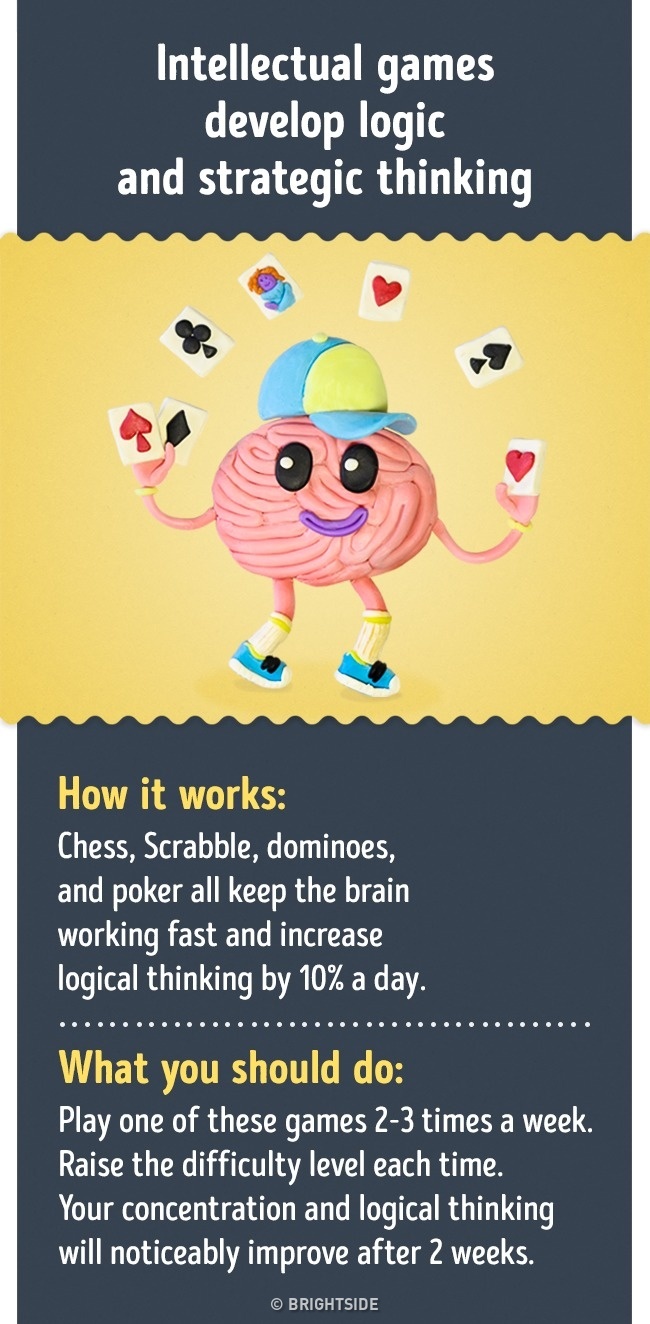 Intellectual games
develop logic
and strategic thinking
How it works:
Chess, Scrabble, dominoes,
and poker all keep the brain
working fast and increase
logical thinking by 10% a day.
What you should do:
Play one of these games 2-3 times a week.
Raise the difficulty level each time.
Your concentration and logical thinking
will noticeably improve after 2 weeks.
© BRIGHTSIDE